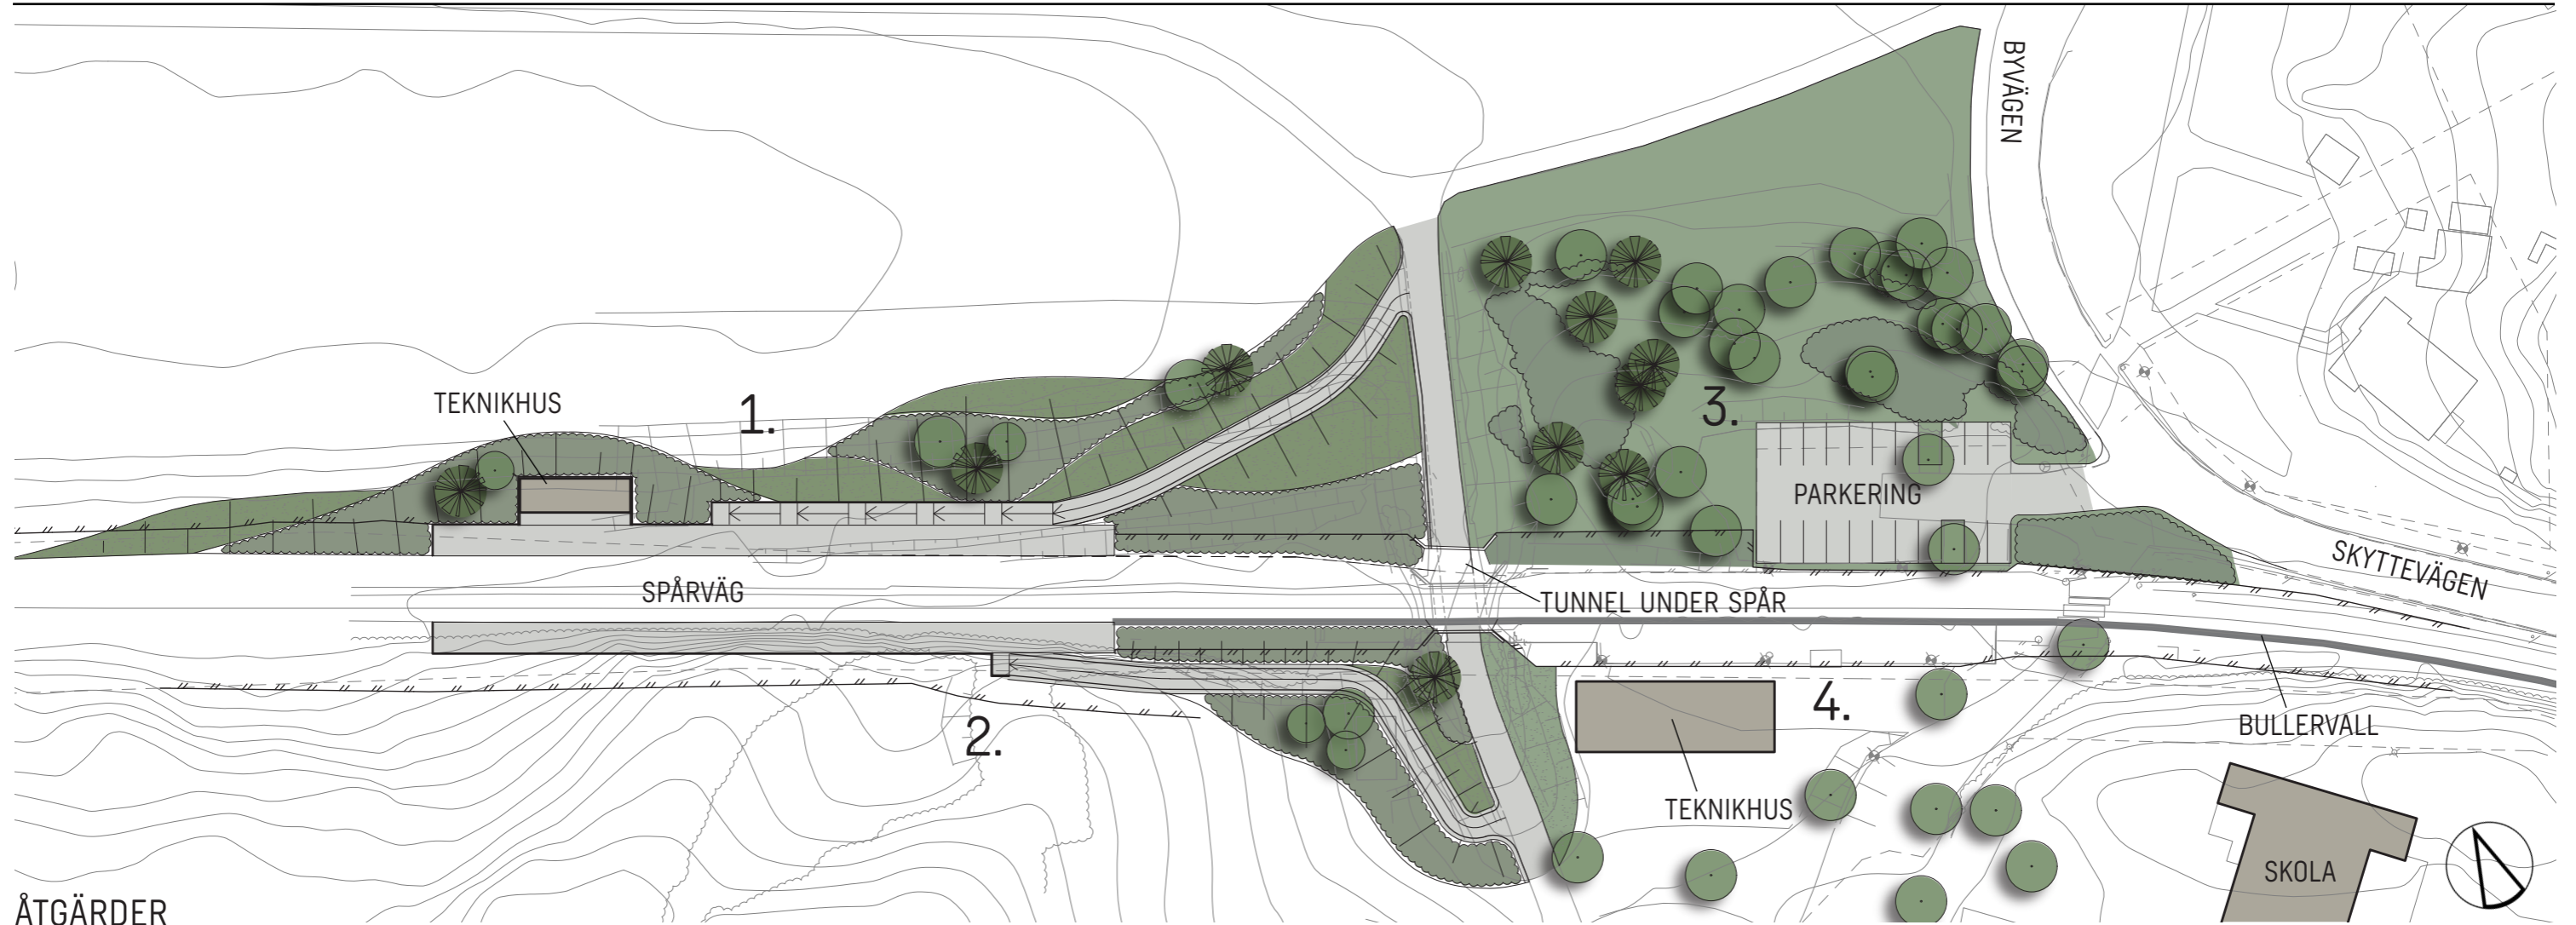 BYVÄGEN
TEKNIKHUS
1.
3.
PARKERING
SPÅRVÄG
TUNNEL UNDER SPÅR
SKYTTEVÄGEN
2.
4.
BULLERVALL
TEKNIKHUS
SKOLA
ÅTGÄRDER